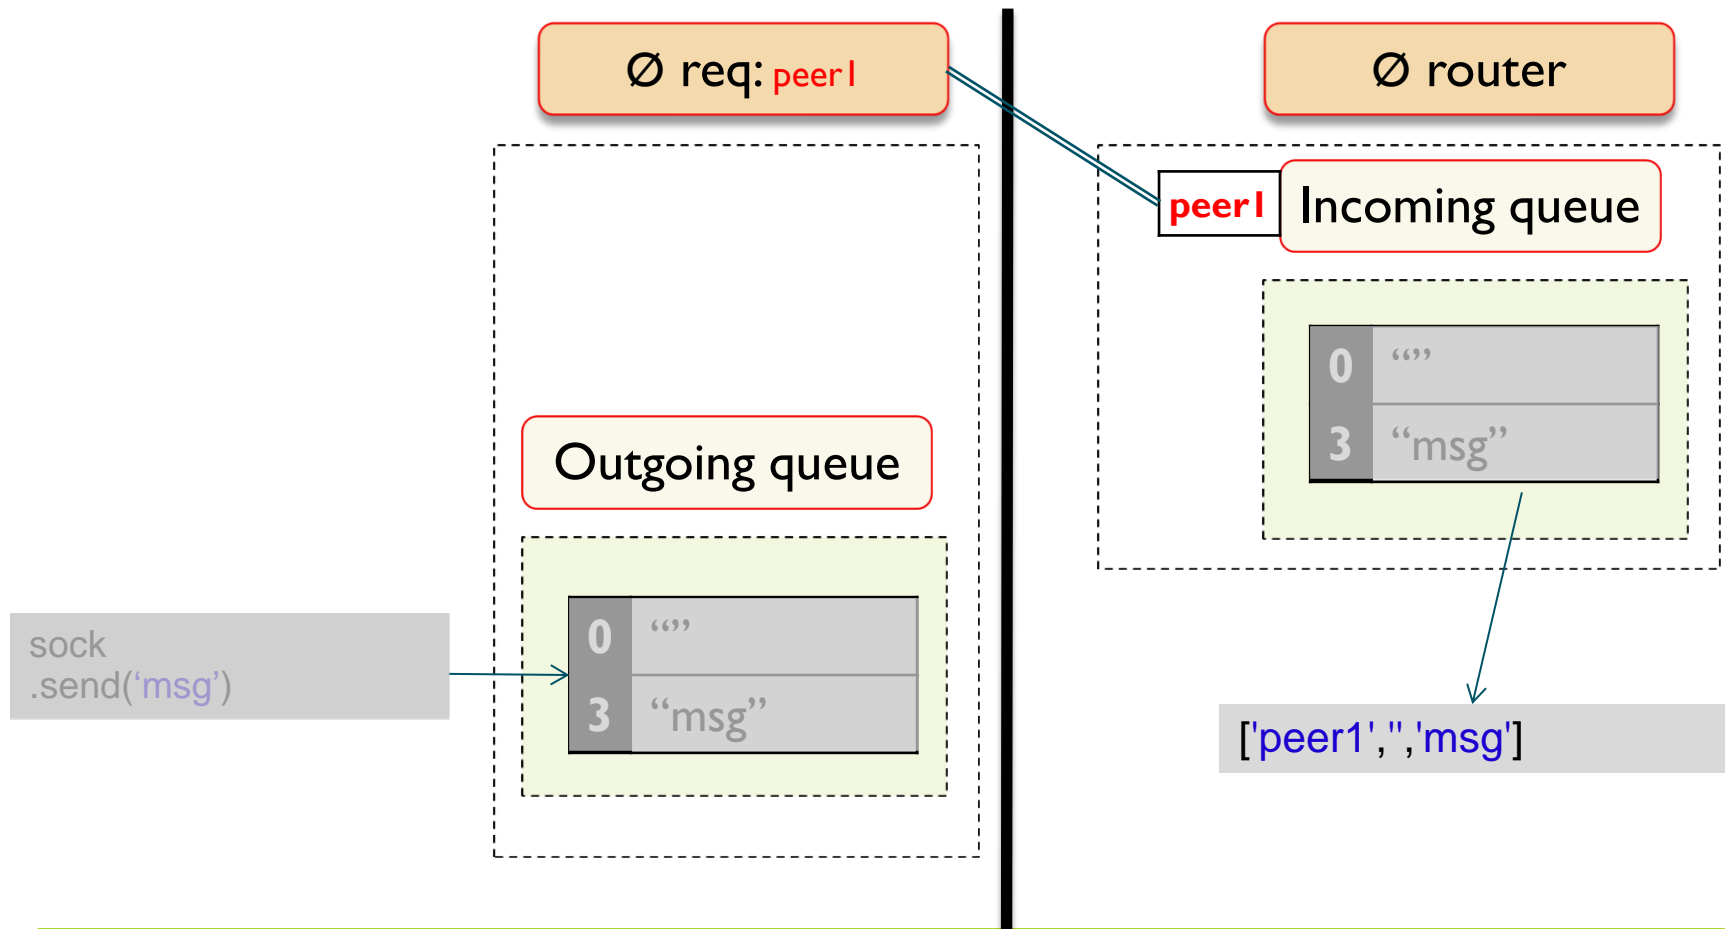 Ø req: peer1
Ø router
peer1
Incoming queue
0 “”
3 “msg”
Outgoing queue
0 “”
3 “msg”
sock
.send(‘msg’)
['peer1','','msg']